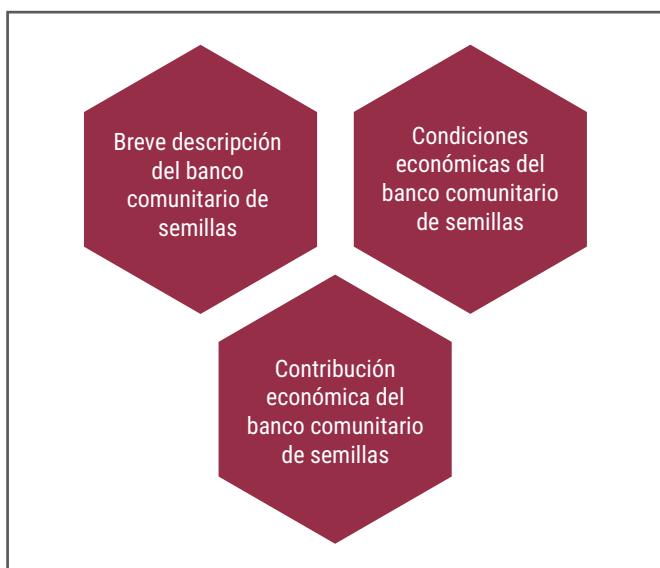 Breve descripción
del banco
comunitario de
semillas
Condiciones
económicas del
banco comunitario
de semillas
Contribución
económica del
banco comunitario
de semillas